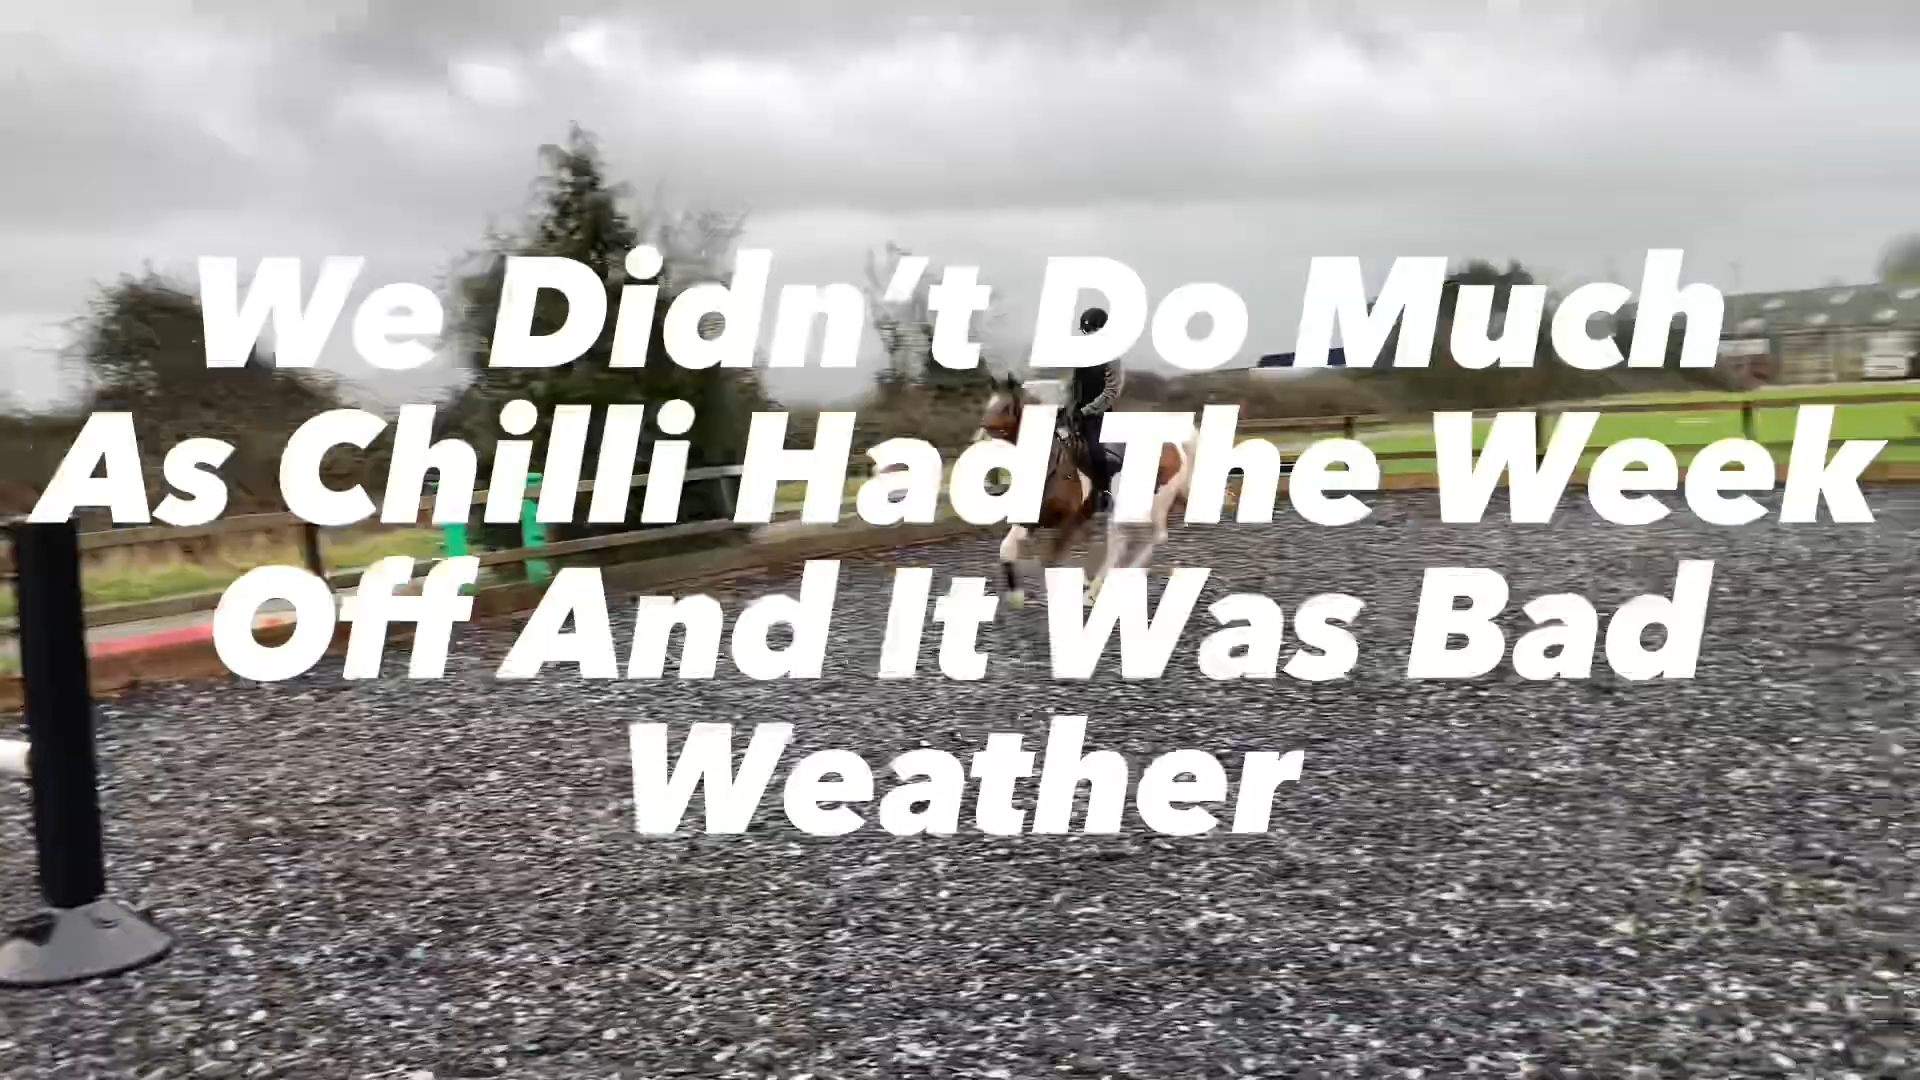 We Didn't Do Much
As Chilli Had The Week
Off And It Was Bad
Weather